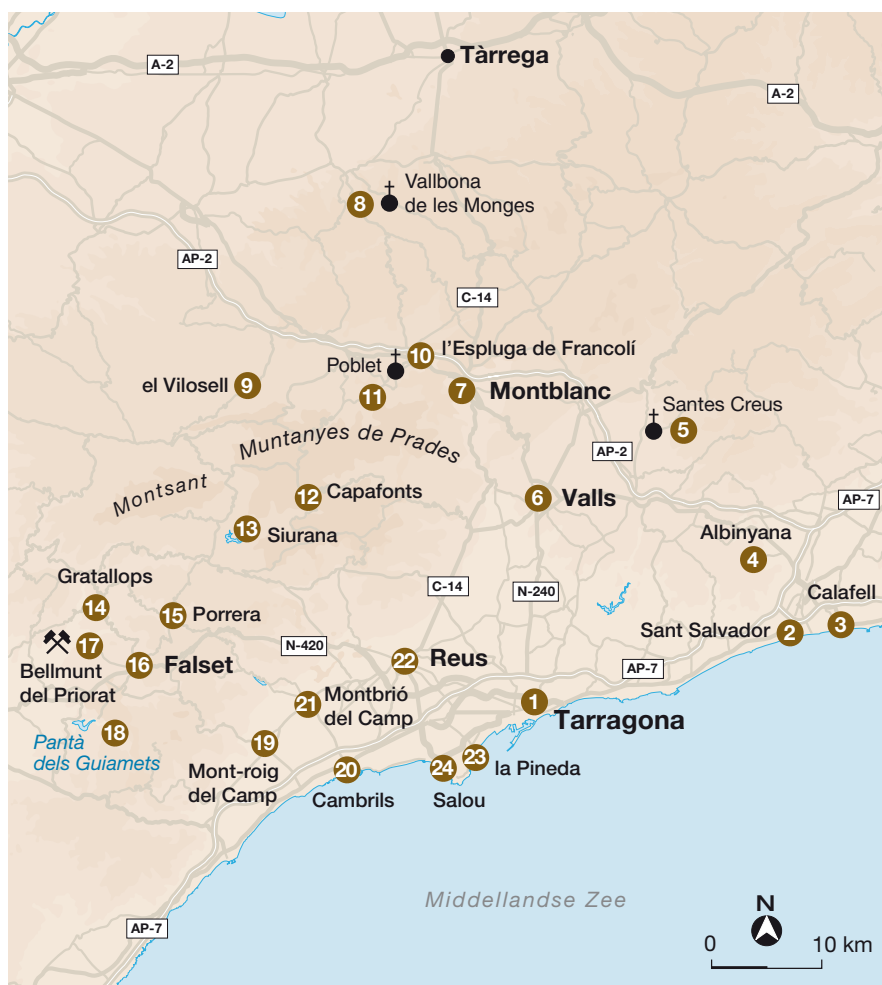 Tàrrega
A-2
A-2
8
Vallbona
de les Monges
AP-2
C-14
10
l'Espluga de Francolí
Poblet
el Vilosell
9
11
7
Montblanc
Santes Creus
5
Muntanyes de Prades
AP-2
Montsant
12
Capafonts
6
Valls
AP-7
13
Siurana
Albinyana
4
Gratallops
14
15
Porrera
C-14
N-240
Calafell
Sant Salvador
2
3
17
Bellmunt
del Priorat
16
Falset
N-420
22
Reus
AP-7
21
Montbrió
del Camp
1
Tarragona
18
Pantà
dels Guiamets
19
Mont-roig
del Camp
20
Cambrils
24
Salou
23
la Pineda
Middellandse Zee
AP-7
N
0
10 km